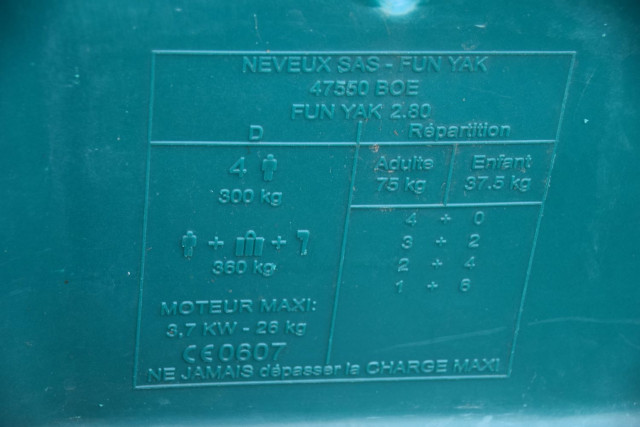 NEVEUX SAS - FUN YAK
47550 BOE
FUN YAK 2.80
D Répartition
4
300 kg
Adulte Enfant
75 kg 37.5 kg
4 + 0
3 + 2
2 + 4
1 + 6
+ +
360 kg
MOTEUR MAXI:
3,7 KW - 26 kg
CE0607
NE JAMAIS dépasser la CHARGE MAXI